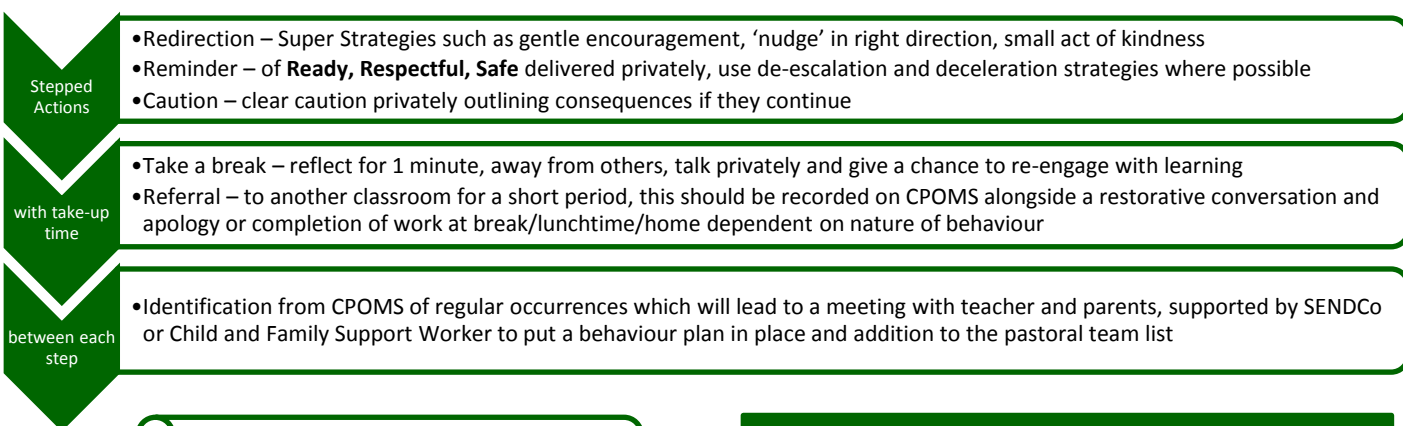 Stepped
Actions
•Redirection – Super Strategies such as gentle encouragement, ‘nudge’ in right direction, small act of kindness
•Reminder – of Ready, Respectful, Safe delivered privately, use de-escalation and deceleration strategies where possible
•Caution – clear caution privately outlining consequences if they continue
with take-up
time
•Take a break – reflect for 1 minute, away from others, talk privately and give a chance to re-engage with learning
•Referral – to another classroom for a short period, this should be recorded on CPOMS alongside a restorative conversation and
apology or completion of work at break/lunchtime/home dependent on nature of behaviour
between each
step
•Identification from CPOMS of regular occurrences which will lead to a meeting with teacher and parents, supported by SENDCo
or Child and Family Support Worker to put a behaviour plan in place and addition to the pastoral team list